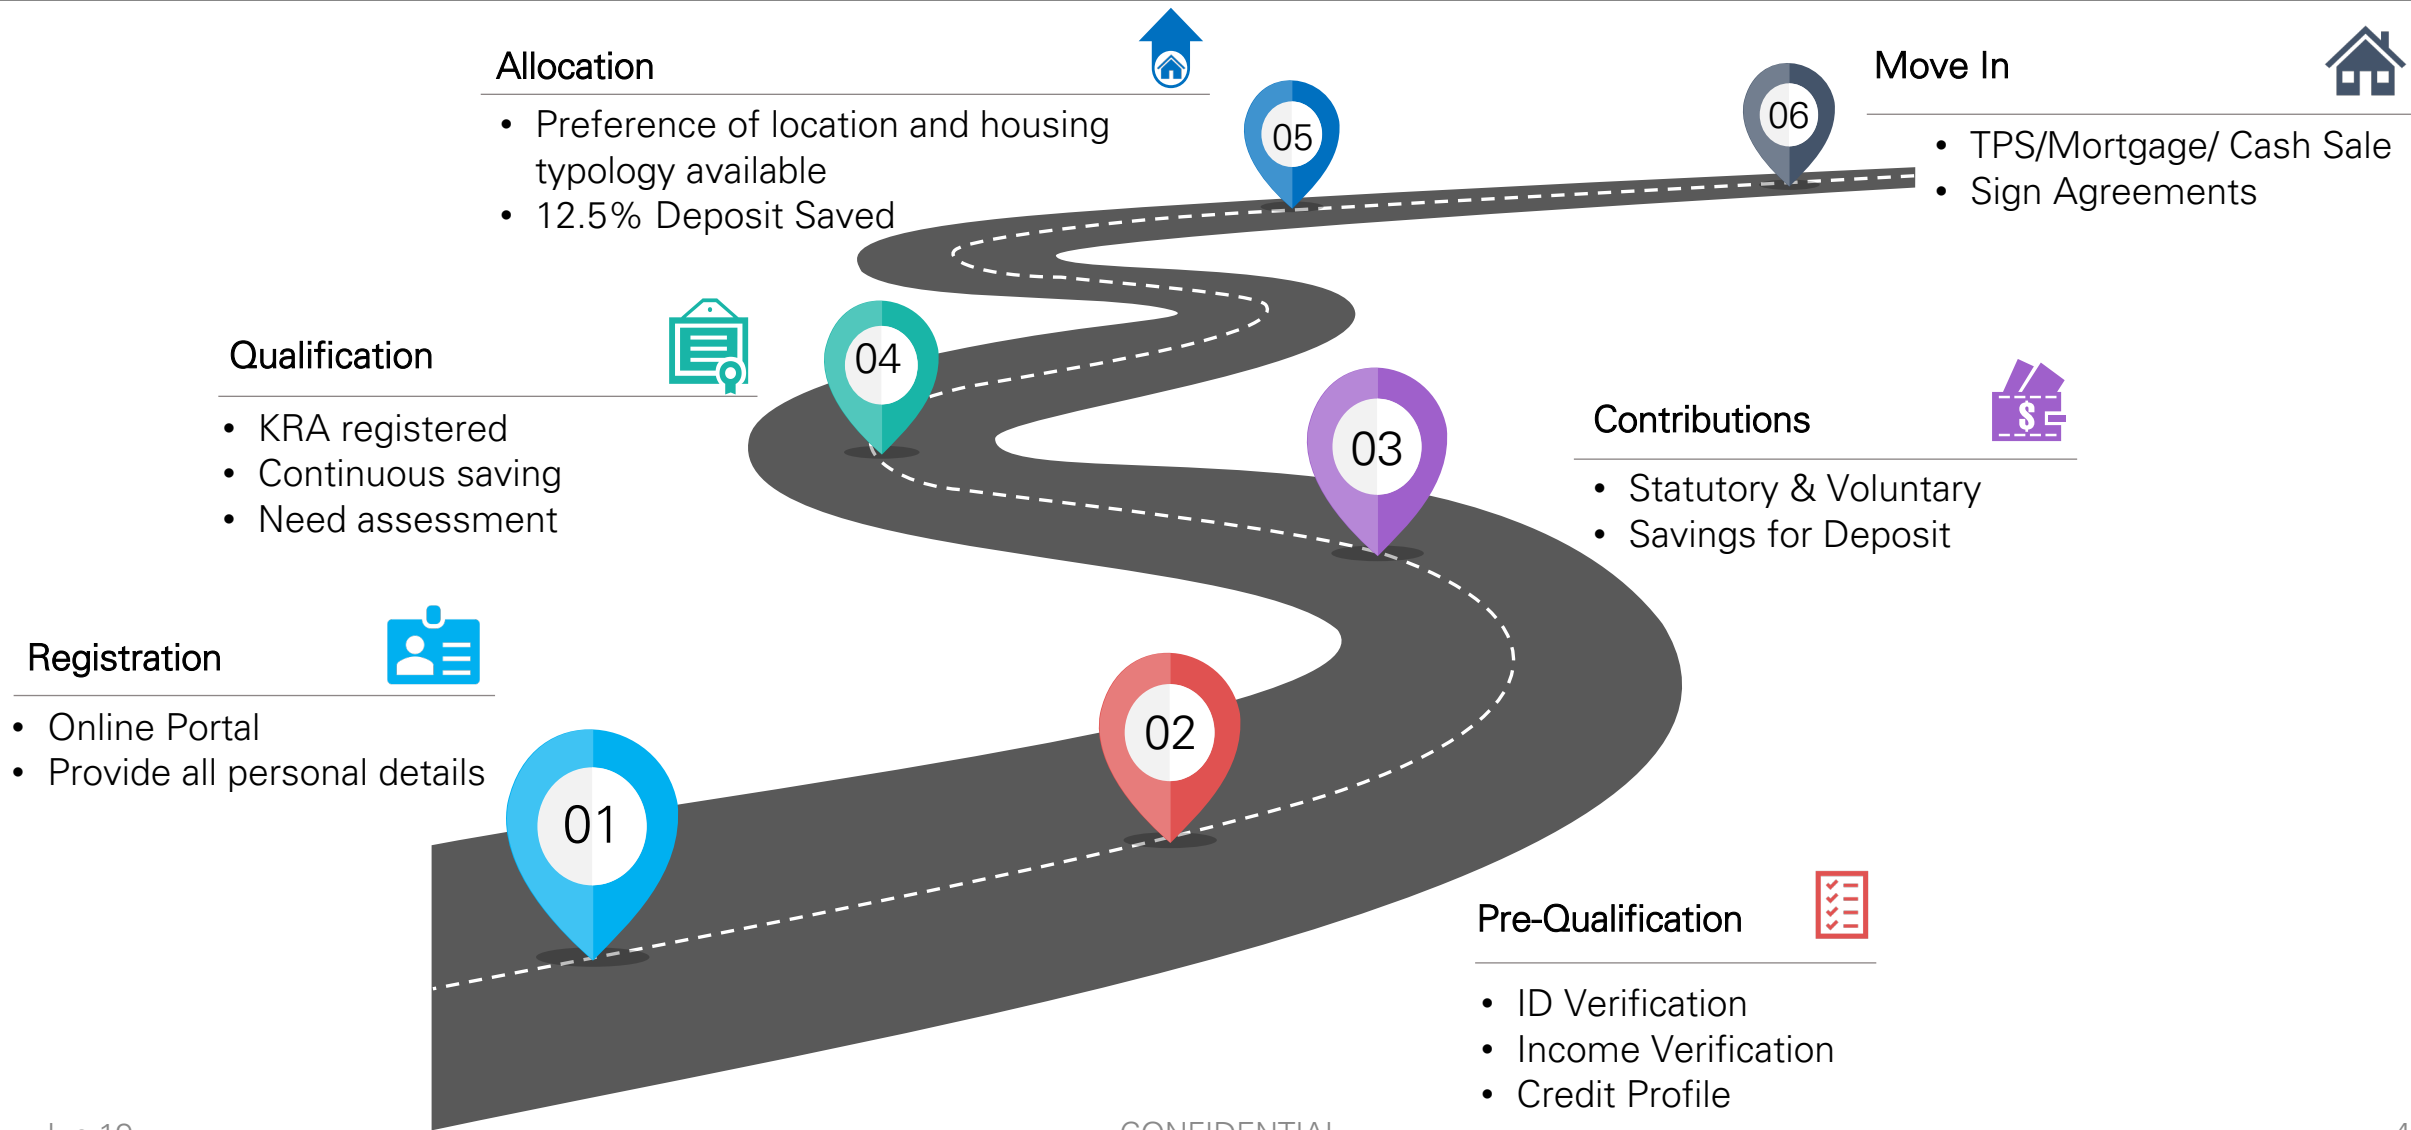 Allocation
• Preference of location and housing
typology available
• 12.5% Deposit Saved
05
06
Move In
• TPS/Mortgage/ Cash Sale
• Sign Agreements
Qualification
• KRA registered
• Continuous saving
• Need assessment
04
03
Contributions
$
• Statutory & Voluntary
• Savings for Deposit
Registration
• Online Portal
• Provide all personal details
01
02
Pre-Qualification
• ID Verification
• Income Verification
• Credit Profile
CONFIDENTIAL
4